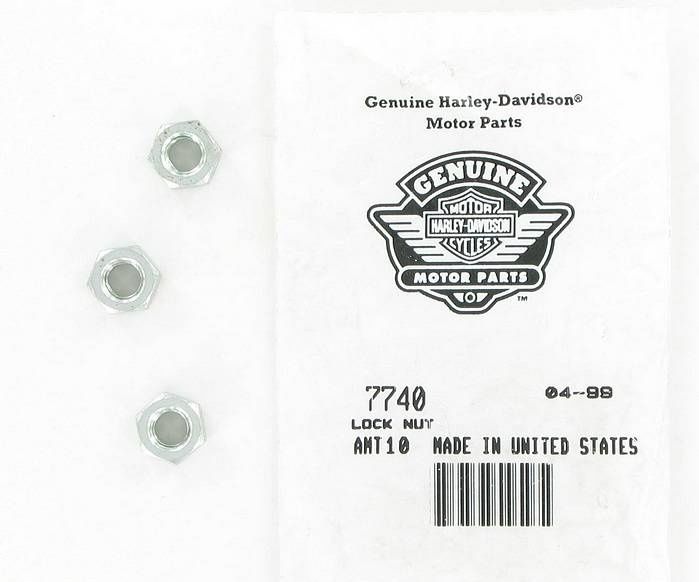 Genuine Harley-Davidson®
Motor Parts
GENUINE
MOTOR
HARLEY-DAVIDSON
CYCLES
MOTOR PARTS
TM
7740
04-99
LOCK NUT
AMT10 MADE IN UNITED STATES